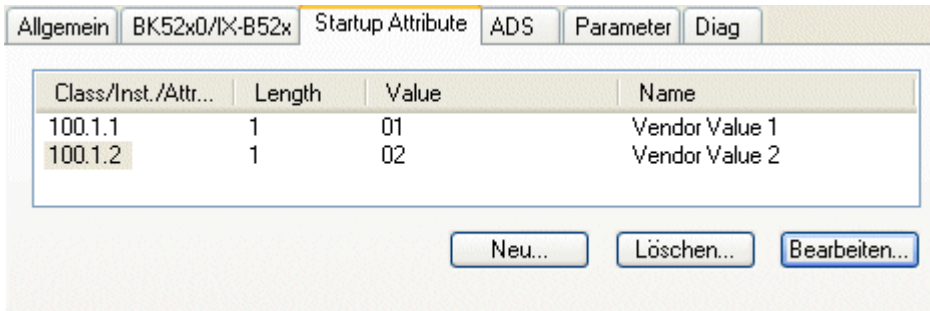 Allgemein BK52x0/IX-B52x Startup Attribute ADS Parameter Diag
Class/Inst./Attr... Length Value Name
100.1.1 1 01 Vendor Value 1
100.1.2 1 02 Vendor Value 2
Neu... Löschen... Bearbeiten...